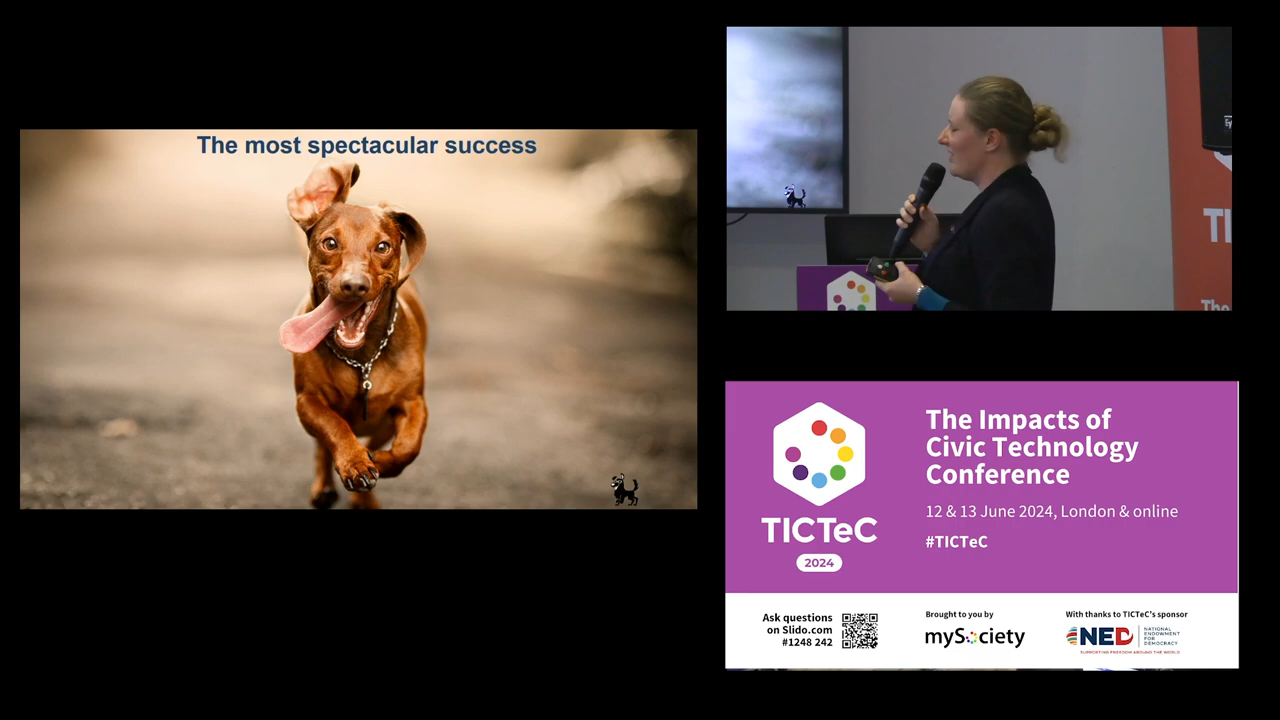 The most spectacular success
The Impacts of
Civic Technology
Conference
12 & 13 June 2024, London & online
#TICTeC
TICTeC
2024
Ask questions
on Slido.com
#1248 242
Brought to you by
mySociety
With thanks to TICTeC's sponsor
NED
NATIONAL
ENDOWMENT
FOR
DEMOCRACY
SUPPORTING FREEDOM AROUND THE WORLD
TI
The